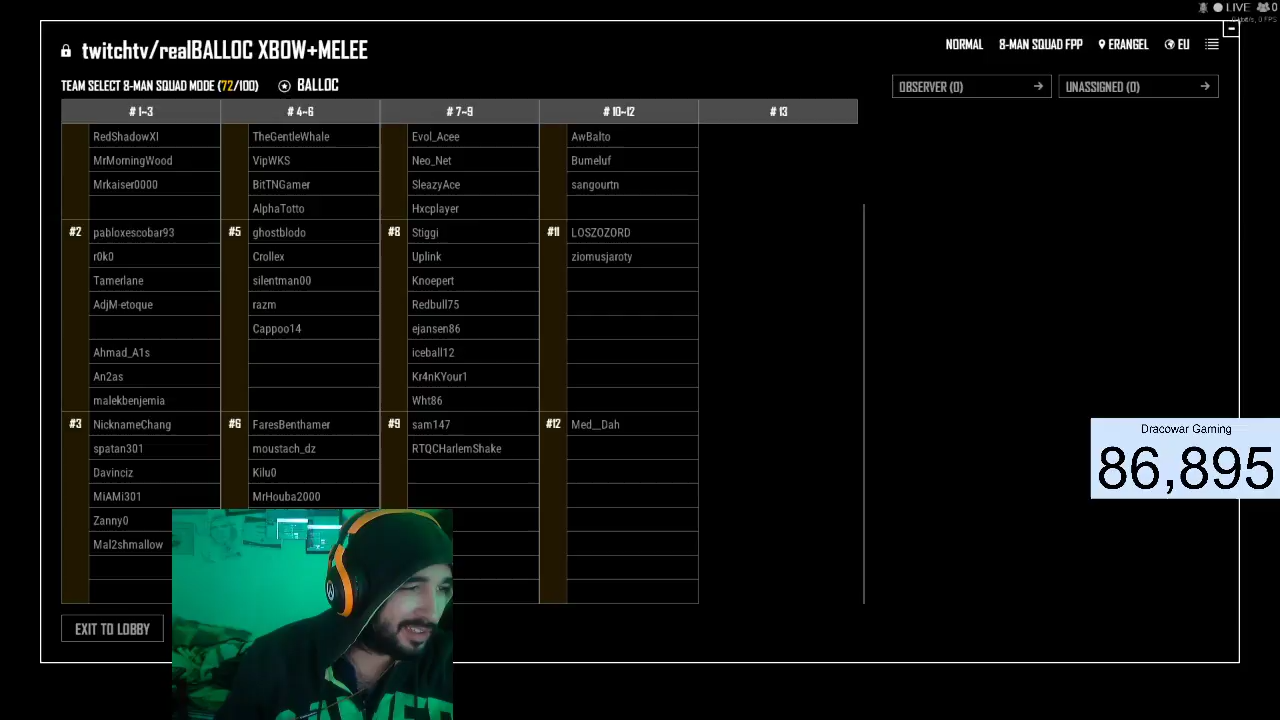 LIVE 0
twitchtv/realBALLOC XBOW+MELEE
NORMAL 8-MAN SQUAD FPP ERANGEL EU
TEAM SELECT 8-MAN SQUAD MODE (72/100) BALLOC
OBSERVER (0) UNASSIGNED (0)
# 1~3 # 4~6 # 7~9 # 10~12 # 13
RedShadowXI TheGentleWhale Evol_Acee AwBalto
MrMorningWood VipWKS Neo_Net Bumeluf
Mrkaiser0000 BitTNGamer SleazyAce sangourtn
AlphaTotto Hxcplayer
#2 pabloxescobar93 #5 ghostblodo #8 Stiggi #11 LOSZOZORD
r0k0 Crollex Uplink ziomusjaroty
Tamerlane silentman00 Knoepert
AdjM-etoque razm Redbull75
Cappoo14 ejansen86
Ahmad_A1s iceball12
An2as Kr4nKYour1
malekbenjemia Wht86
#3 NicknameChang #6 FaresBenthamer #9 sam147 #12 Med__Dah
spatan301 moustach_dz RTQCHarlemShake
Davinciz Kilu0
MiAMi301 MrHouba2000
Zanny0
Mal2shmallow
Dracowar Gaming
86,895
EXIT TO LOBBY